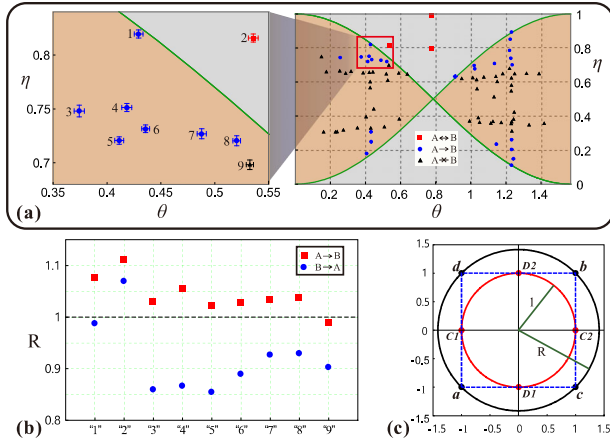 η
0.8
0.75
0.7
0.35
0.4
0.45
0.5
0.55
θ
1
2
3
4
5
6
7
8
9
(a)
1
0.8
0.6
0.4
0.2
0
η
0
0.2
0.4
0.6
0.8
1
1.2
1.4
θ
A↔B
A→B
A✕B
1.1
1
0.9
0.8
R
A→B
B→A
“1”
“2”
“3”
“4”
“5”
“6”
“7”
“8”
“9”
(b)
1.5
1
0.5
0
-0.5
-1
-1.5
-1
-0.5
0
0.5
1
1.5
d
D2
b
1
C1
C2
R
a
D1
c
(c)